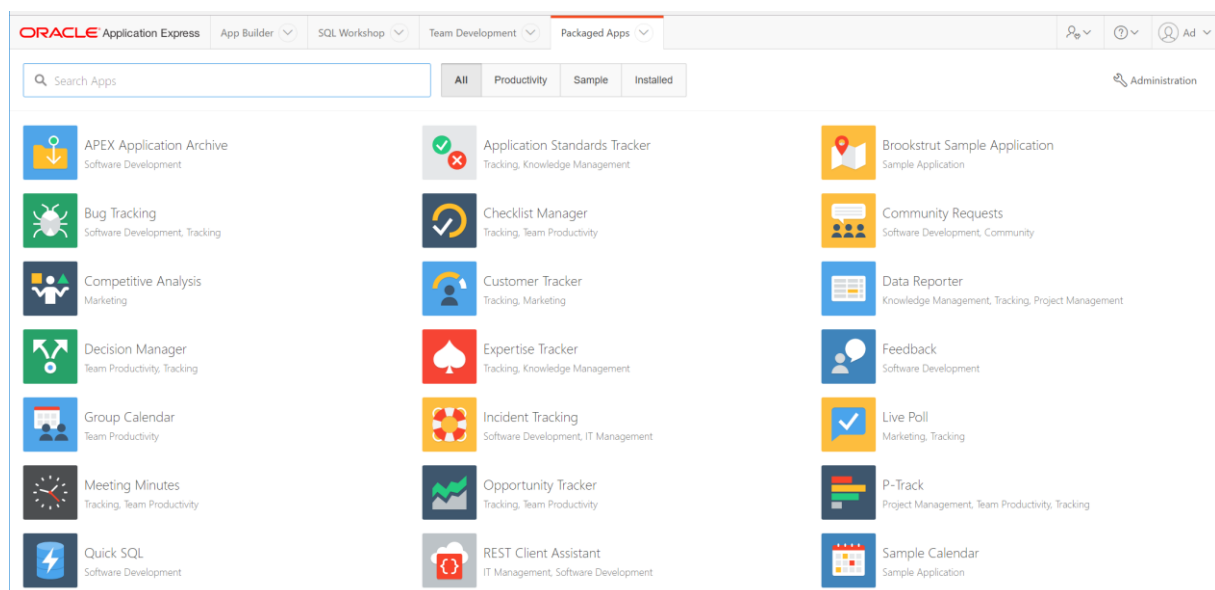 ORACLE Application Express App Builder SQL Workshop Team Development Packaged Apps Ad
Search Apps All Productivity Sample Installed Administration
APEX Application Archive
Software Development
Application Standards Tracker
Tracking, Knowledge Management
Brookstrut Sample Application
Sample Application
Bug Tracking
Software Development, Tracking
Checklist Manager
Tracking, Team Productivity
Community Requests
Software Development, Community
Competitive Analysis
Marketing
Customer Tracker
Tracking, Marketing
Data Reporter
Knowledge Management, Tracking, Project Management
Decision Manager
Team Productivity, Tracking
Expertise Tracker
Tracking, Knowledge Management
Feedback
Software Development
Group Calendar
Team Productivity
Incident Tracking
Software Development, IT Management
Live Poll
Marketing, Tracking
Meeting Minutes
Tracking, Team Productivity
Opportunity Tracker
Tracking, Team Productivity
P-Track
Project Management, Team Productivity, Tracking
Quick SQL
Software Development
REST Client Assistant
IT Management, Software Development
Sample Calendar
Sample Application